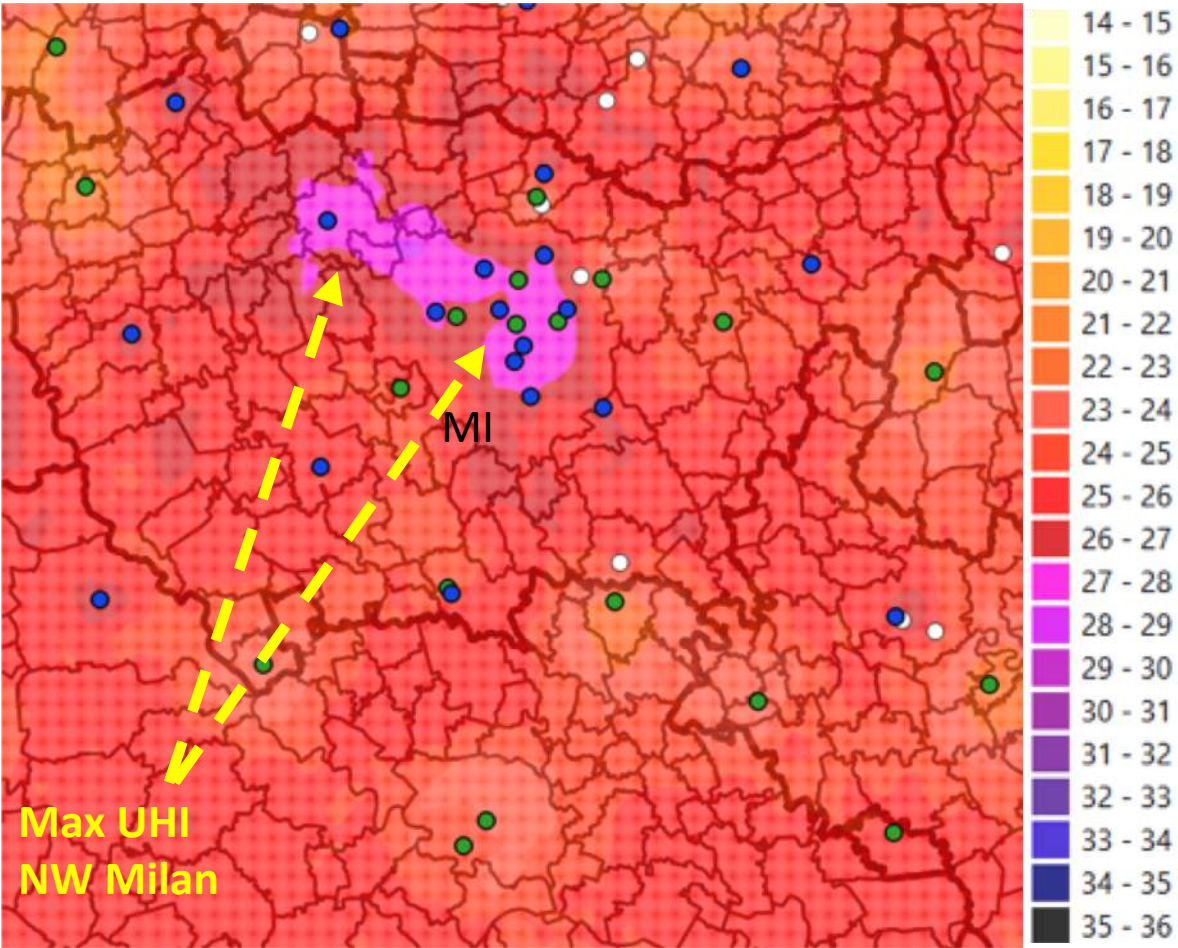 14 - 15
15 - 16
16 - 17
17 - 18
18 - 19
19 - 20
20 - 21
21 - 22
22 - 23
23 - 24
24 - 25
25 - 26
26 - 27
27 - 28
28 - 29
29 - 30
30 - 31
31 - 32
32 - 33
33 - 34
34 - 35
35 - 36
MI
Max UHI
NW Milan